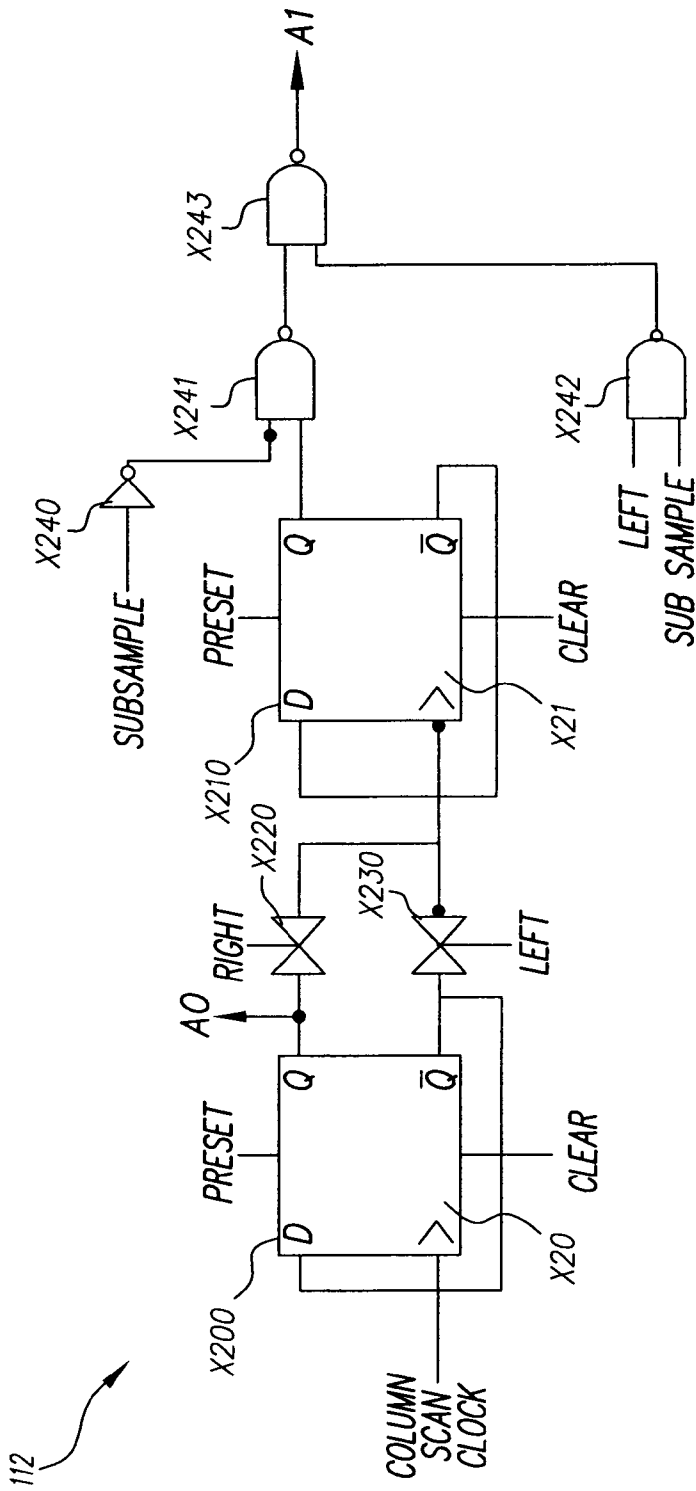 112
SUBSAMPLE
X240
X241
X243
A1
PRESET
X210
D
Q
Q̅
X21
CLEAR
LEFT
SUB SAMPLE
X242
RIGHT
X220
A0
X230
LEFT
PRESET
X200
D
Q
Q̅
X20
CLEAR
COLUMN
SCAN
CLOCK